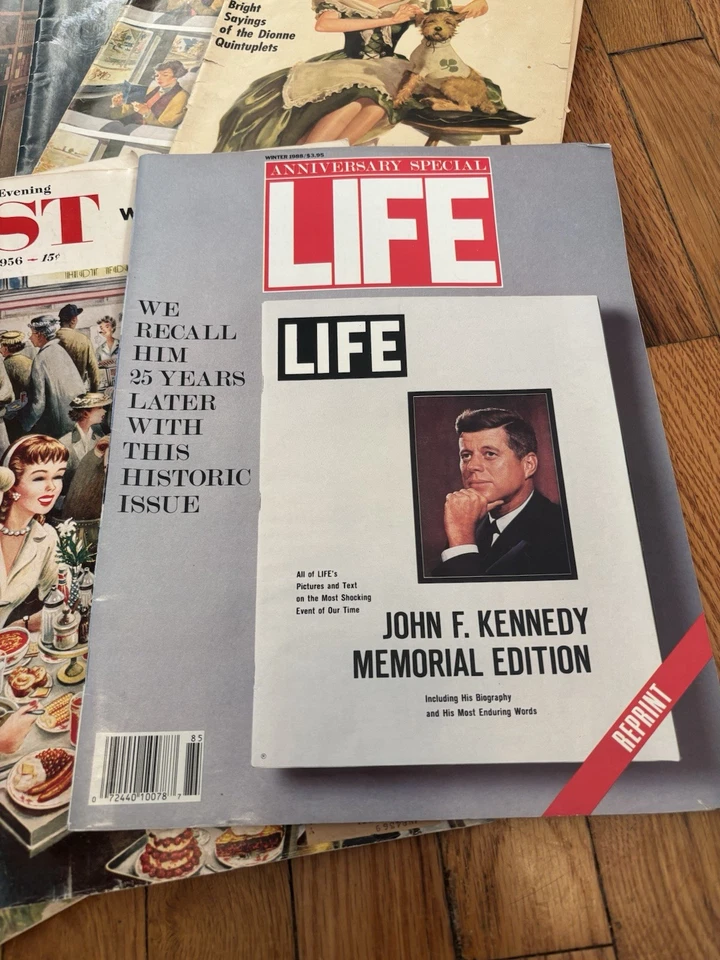 Bright
Sayings
of the Dionne
Quintuplets
Evening
ST
956 — 15¢
WINTER 1988/$3.95
ANNIVERSARY SPECIAL
LIFE
WE
RECALL
HIM
25 YEARS
LATER
WITH
THIS
HISTORIC
ISSUE
LIFE
All of LIFE's
Pictures and Text
on the Most Shocking
Event of Our Time
JOHN F. KENNEDY
MEMORIAL EDITION
Including His Biography
and His Most Enduring Words
REPRINT
85
0 72440 10078 7